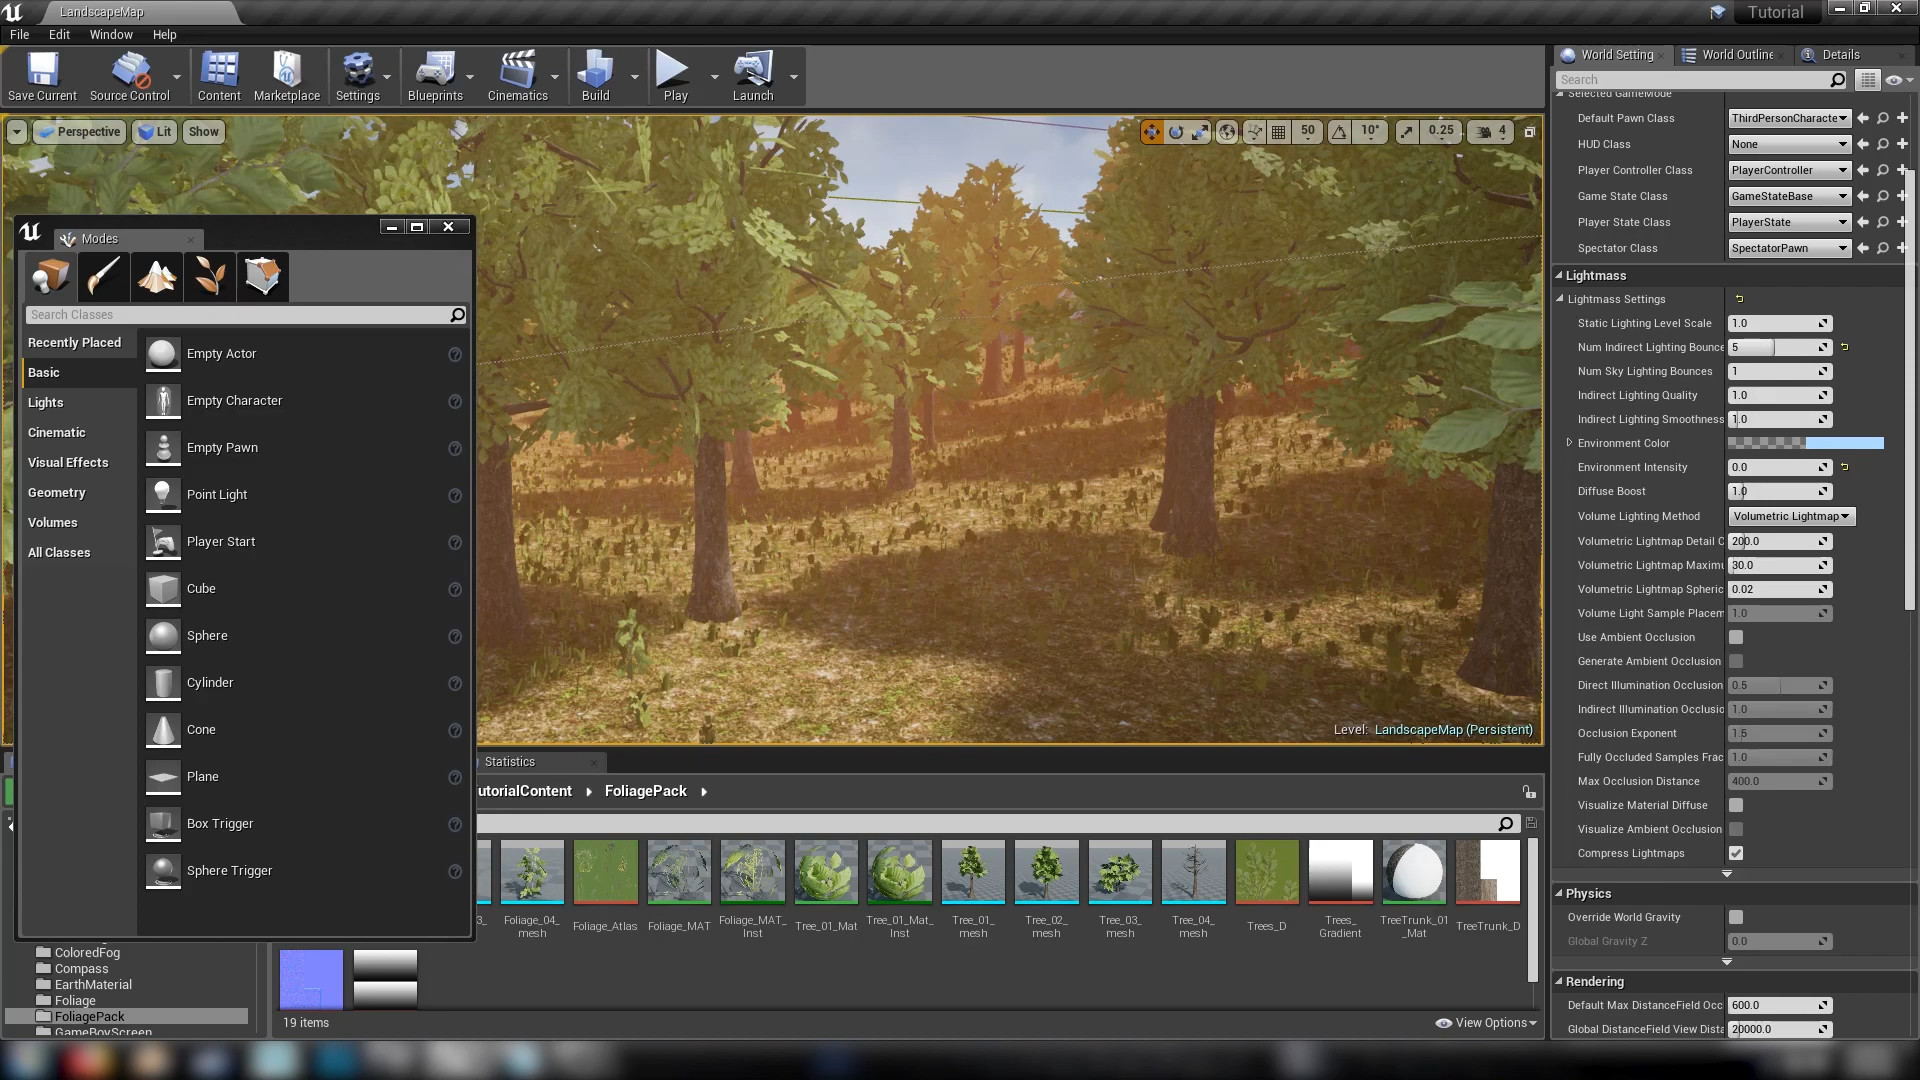 LandscapeMap
Tutorial
File Edit Window Help
Save Current
Source Control
Content
Marketplace
Settings
Blueprints
Cinematics
Build
Play
Launch
Perspective
Lit
Show
50
10°
0.25
4
Modes
Search Classes
Recently Placed
Basic
Lights
Cinematic
Visual Effects
Geometry
Volumes
All Classes
Empty Actor
Empty Character
Empty Pawn
Point Light
Player Start
Cube
Sphere
Cylinder
Cone
Plane
Box Trigger
Sphere Trigger
Level: LandscapeMap (Persistent)
Statistics
utorialContent
FoliagePack
3_
Foliage_04_
mesh
Foliage_Atlas
Foliage_MAT
Foliage_MAT_
Inst
Tree_01_Mat
Tree_01_Mat_
Inst
Tree_01_
mesh
Tree_02_
mesh
Tree_03_
mesh
Tree_04_
mesh
Trees_D
Trees_
Gradient
TreeTrunk_01
_Mat
TreeTrunk_D
ColoredFog
Compass
EarthMaterial
Foliage
FoliagePack
GameBoyScreen
19 items
View Options
World Setting
World Outline
Details
Search
Selected GameMode
Default Pawn Class ThirdPersonCharacte
HUD Class None
Player Controller Class PlayerController
Game State Class GameStateBase
Player State Class PlayerState
Spectator Class SpectatorPawn
Lightmass
Lightmass Settings
Static Lighting Level Scale 1.0
Num Indirect Lighting Bounce 5
Num Sky Lighting Bounces 1
Indirect Lighting Quality 1.0
Indirect Lighting Smoothness 1.0
Environment Color
Environment Intensity 0.0
Diffuse Boost 1.0
Volume Lighting Method Volumetric Lightmap
Volumetric Lightmap Detail C 200.0
Volumetric Lightmap Maximu 30.0
Volumetric Lightmap Spheric 0.02
Volume Light Sample Placem 1.0
Use Ambient Occlusion
Generate Ambient Occlusion
Direct Illumination Occlusion 0.5
Indirect Illumination Occlusio 1.0
Occlusion Exponent 1.5
Fully Occluded Samples Frac 1.0
Max Occlusion Distance 400.0
Visualize Material Diffuse
Visualize Ambient Occlusion
Compress Lightmaps
Physics
Override World Gravity
Global Gravity Z 0.0
Rendering
Default Max DistanceField Occ 600.0
Global DistanceField View Dista 20000.0